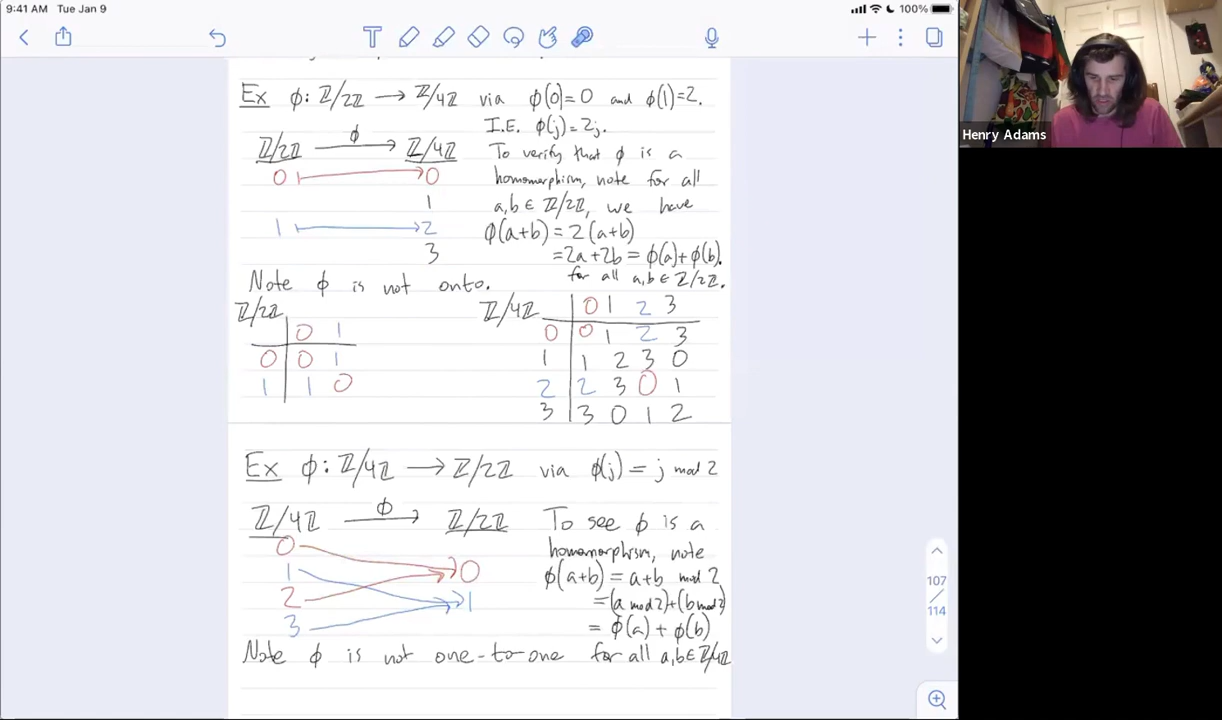 9:41 AM Tue Jan 9
100%
Ex φ: ℤ/2ℤ → ℤ/4ℤ via φ(0)=0 and φ(1)=2.
I.E. φ(j)=2j.
ℤ/2ℤ φ→ ℤ/4ℤ
0 ↦ 0
1
1 ↦ 2
3
To verify that φ is a
homomorphism, note for all
a,b ∈ ℤ/2ℤ, we have
φ(a+b) = 2(a+b)
=2a+2b = φ(a)+φ(b).
for all a,b ∈ ℤ/2ℤ.
Note φ is not onto.
ℤ/2ℤ
0 1
0 0 1
1 1 0
ℤ/4ℤ
0 1 2 3
0 0 1 2 3
1 1 2 3 0
2 2 3 0 1
3 3 0 1 2
Ex φ: ℤ/4ℤ → ℤ/2ℤ via φ(j) = j mod 2
ℤ/4ℤ φ→ ℤ/2ℤ
0
1
2
3
0
1
To see φ is a
homomorphism, note
φ(a+b) = a+b mod 2
=(a mod 2)+(b mod 2)
= φ(a) + φ(b)
for all a,b ∈ ℤ/4ℤ
Note φ is not one-to-one
107
114
Henry Adams